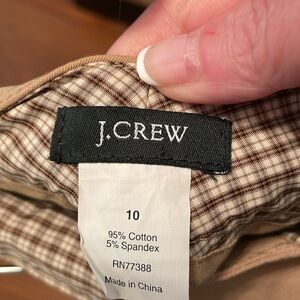 J.CREW
10
95% Cotton
5% Spandex
RN77388
Made in China